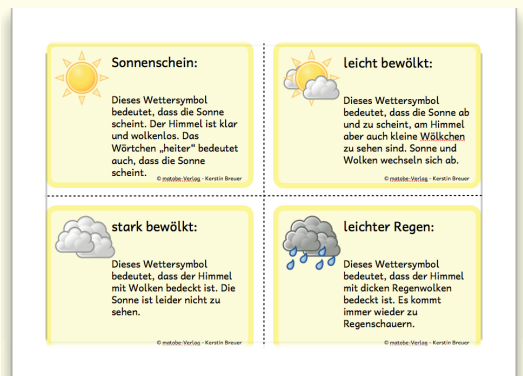 Sonnenschein:
Dieses Wettersymbol
bedeutet, dass die Sonne
scheint. Der Himmel ist klar
und wolkenlos. Das
Wörtchen „heiter“ bedeutet
auch, dass die Sonne
scheint.
© matobe-Verlag - Kerstin Breuer
leicht bewölkt:
Dieses Wettersymbol
bedeutet, dass die Sonne ab
und zu scheint, am Himmel
aber auch kleine Wölkchen
zu sehen sind. Sonne und
Wolken wechseln sich ab.
© matobe-Verlag - Kerstin Breuer
stark bewölkt:
Dieses Wettersymbol
bedeutet, dass der Himmel
mit Wolken bedeckt ist. Die
Sonne ist leider nicht zu
sehen.
© matobe-Verlag - Kerstin Breuer
leichter Regen:
Dieses Wettersymbol
bedeutet, dass der Himmel
mit dicken Regenwolken
bedeckt ist. Es kommt
immer wieder zu
Regenschauern.
© matobe-Verlag - Kerstin Breuer